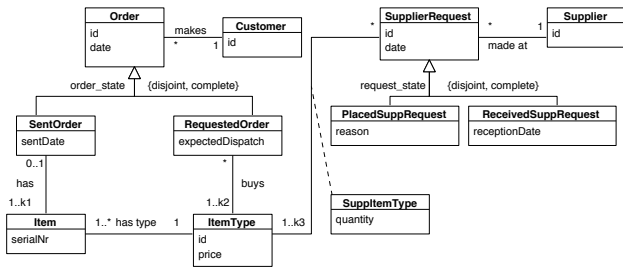 Order
id
date
makes
*
1
Customer
id
*
SupplierRequest
id
date
*
1
made at
Supplier
id
order_state
{disjoint, complete}
request_state
{disjoint, complete}
SentOrder
sentDate
RequestedOrder
expectedDispatch
PlacedSuppRequest
reason
ReceivedSuppRequest
receptionDate
0..1
has
1..k1
*
buys
1..k2
Item
serialNr
1..* has type
1
ItemType
id
price
1..k3
SuppItemType
quantity